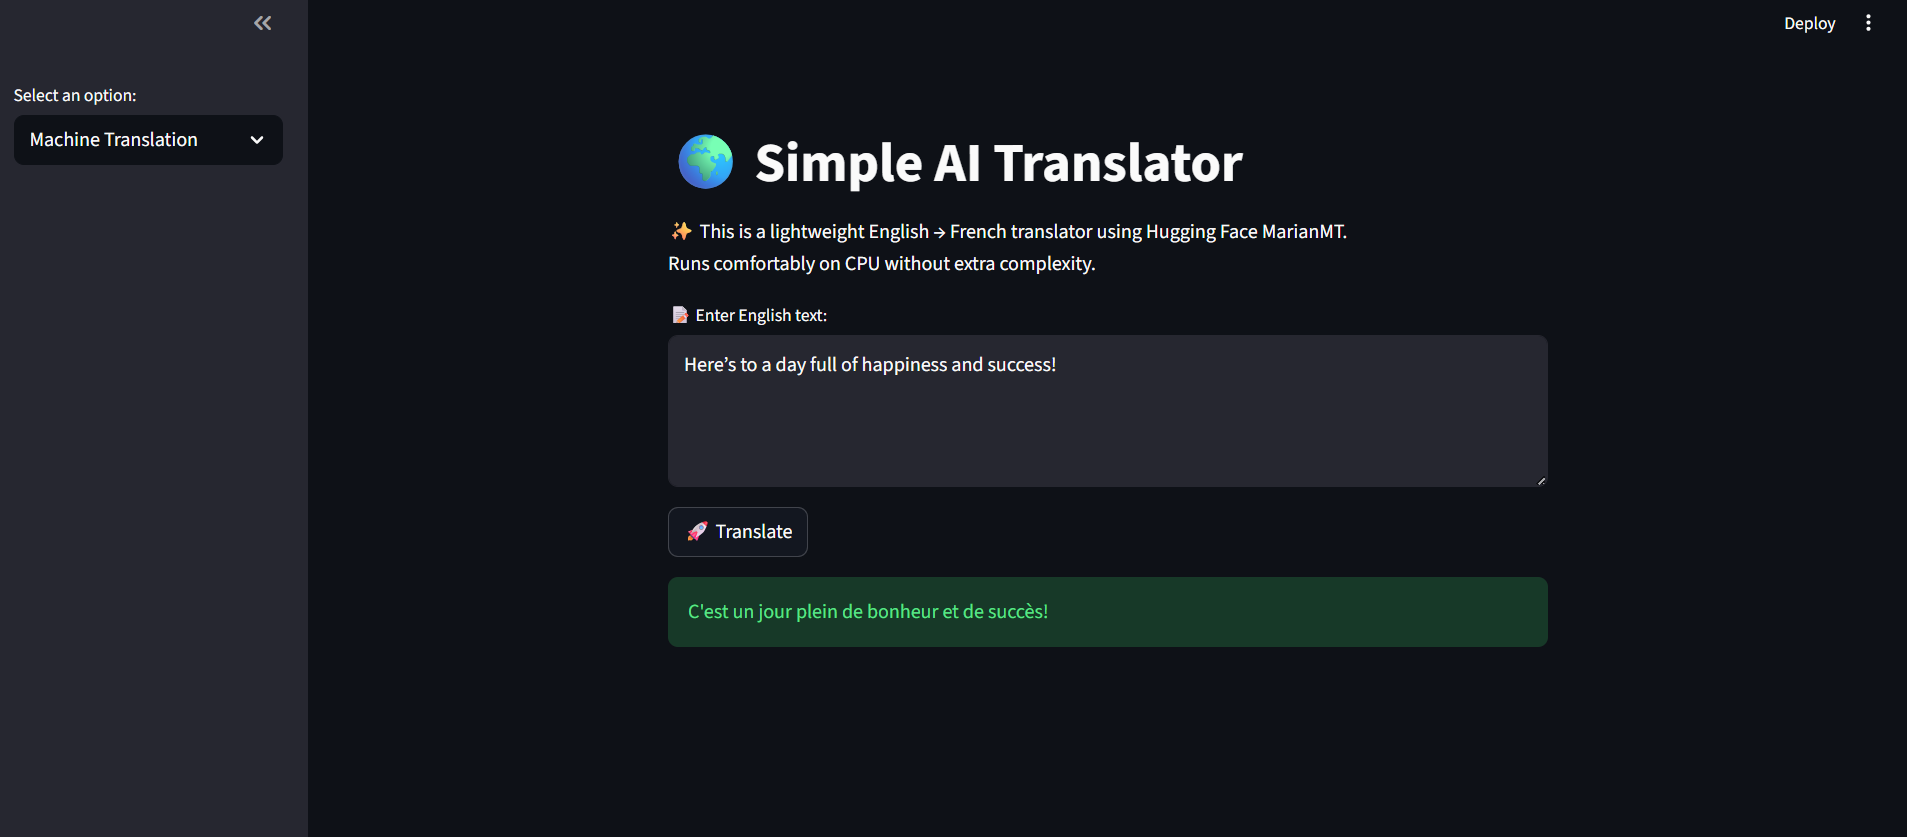 Deploy
Select an option:
Machine Translation
Simple AI Translator
✨ This is a lightweight English → French translator using Hugging Face MarianMT.
Runs comfortably on CPU without extra complexity.
📝 Enter English text:
Here’s to a day full of happiness and success!
🚀 Translate
C'est un jour plein de bonheur et de succès!